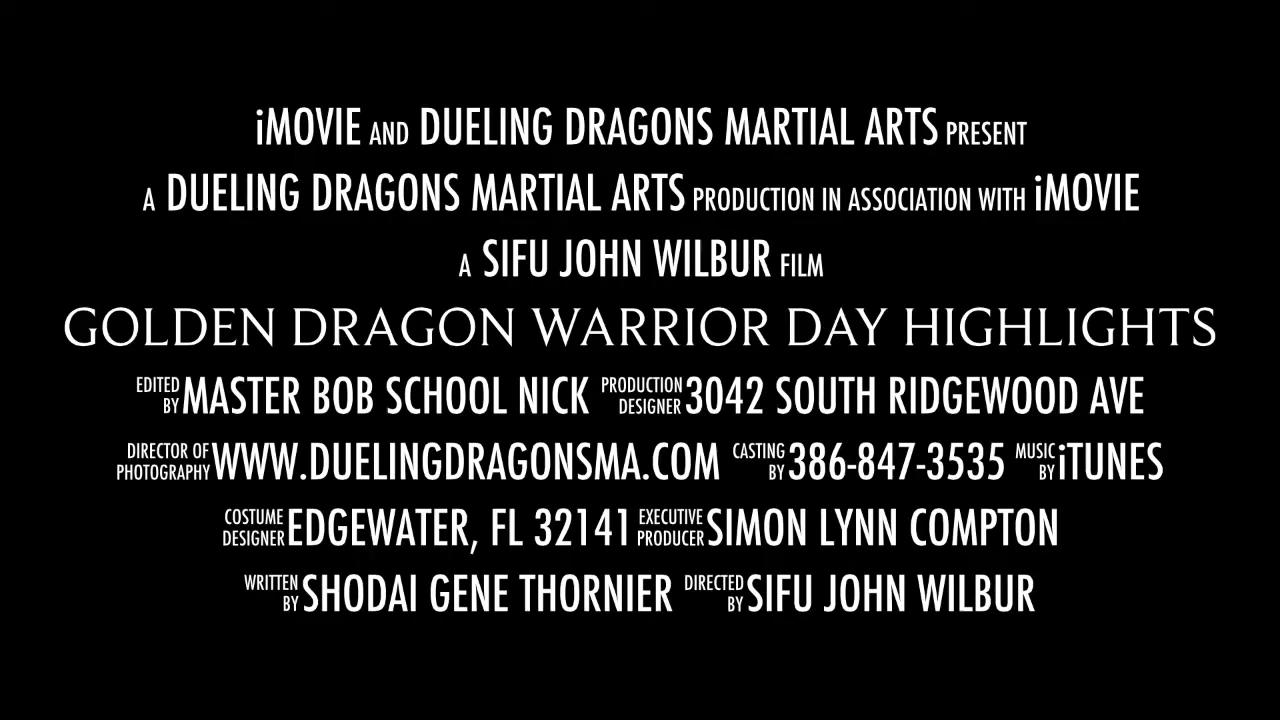 iMOVIE AND DUELING DRAGONS MARTIAL ARTS PRESENT
A DUELING DRAGONS MARTIAL ARTS PRODUCTION IN ASSOCIATION WITH iMOVIE
A SIFU JOHN WILBUR FILM
GOLDEN DRAGON WARRIOR DAY HIGHLIGHTS
EDITED BY MASTER BOB SCHOOL NICK PRODUCTION DESIGNER 3042 SOUTH RIDGEWOOD AVE
DIRECTOR OF PHOTOGRAPHY WWW.DUELINGDRAGONSMA.COM CASTING BY 386-847-3535 MUSIC BY iTUNES
COSTUME DESIGNER EDGEWATER, FL 32141 EXECUTIVE PRODUCER SIMON LYNN COMPTON
WRITTEN BY SHODAI GENE THORNIER DIRECTED BY SIFU JOHN WILBUR